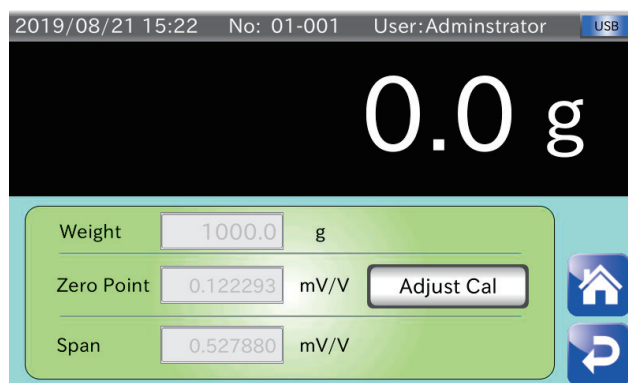 2019/08/21 15:22 No: 01-001 User:Adminstrator USB
0.0 g
Weight 1000.0 g
Zero Point 0.122293 mV/V Adjust Cal
Span 0.527880 mV/V